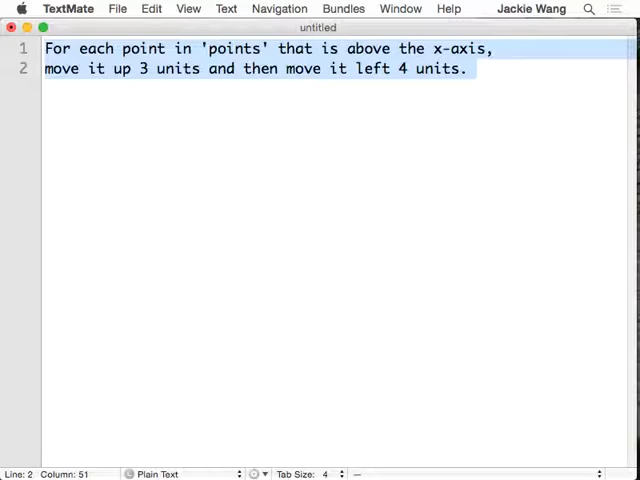 TextMate File Edit View Text Navigation Bundles Window Help Jackie Wang
untitled
1 For each point in 'points' that is above the x-axis,
2 move it up 3 units and then move it left 4 units.
Line: 2 Column: 51 Plain Text Tab Size: 4 —